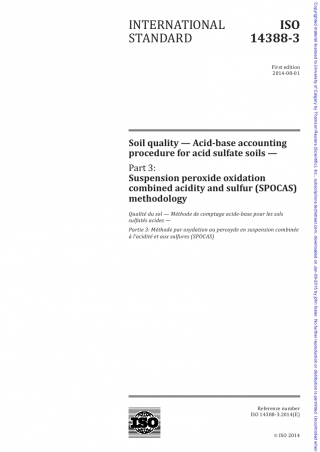 INTERNATIONAL STANDARD
ISO 14388-3
First edition
2014-08-01
Soil quality — Acid-base accounting
procedure for acid sulfate soils —
Part 3:
Suspension peroxide oxidation
combined acidity and sulfur (SPOCAS)
methodology
Qualité du sol — Méthode de comptage acide-base pour les sols
sulfatés acides —
Partie 3: Méthode par oxydation au peroxyde en suspension combinée
à l'acidité et aux sulfures (SPOCAS)
ISO
Reference number
ISO 14388-3:2014(E)
© ISO 2014
Copyrighted material licensed to University of Calgary by Thomson Reuters (Scientific), Inc., subscriptions.techstreet.com, downloaded on Jan-09-2015 by
No further reproduction or distribution is permitted. Uncontrolled when